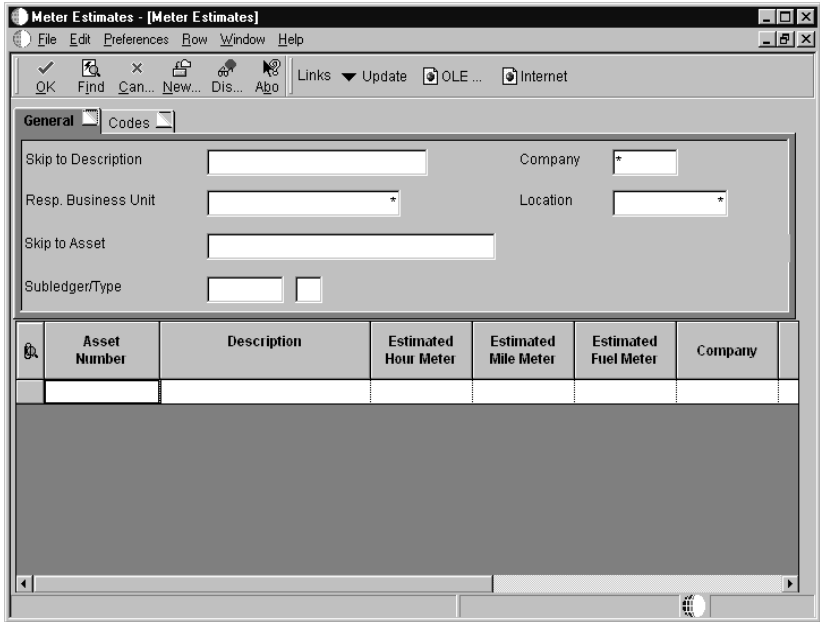 Meter Estimates - [Meter Estimates]
File Edit Preferences Row Window Help
OK Find Can... New... Dis... Abo Links Update OLE ... Internet
General Codes
Skip to Description Company *
Resp. Business Unit * Location *
Skip to Asset
Subledger/Type
Asset Number Description Estimated Hour Meter Estimated Mile Meter Estimated Fuel Meter Company